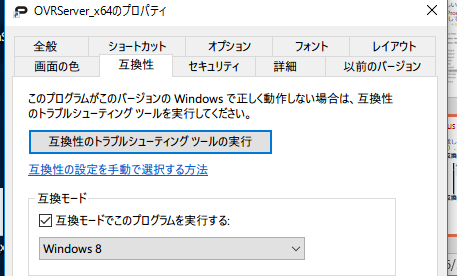 OVRServer_x64のプロパティ
全般 ショートカット オプション フォント レイアウト
画面の色 互換性 セキュリティ 詳細 以前のバージョン
このプログラムがこのバージョンの Windows で正しく動作しない場合は、互換性
のトラブルシューティング ツールを実行してください。
互換性のトラブルシューティング ツールの実行
互換性の設定を手動で選択する方法
互換モード
互換モードでこのプログラムを実行する:
Windows 8